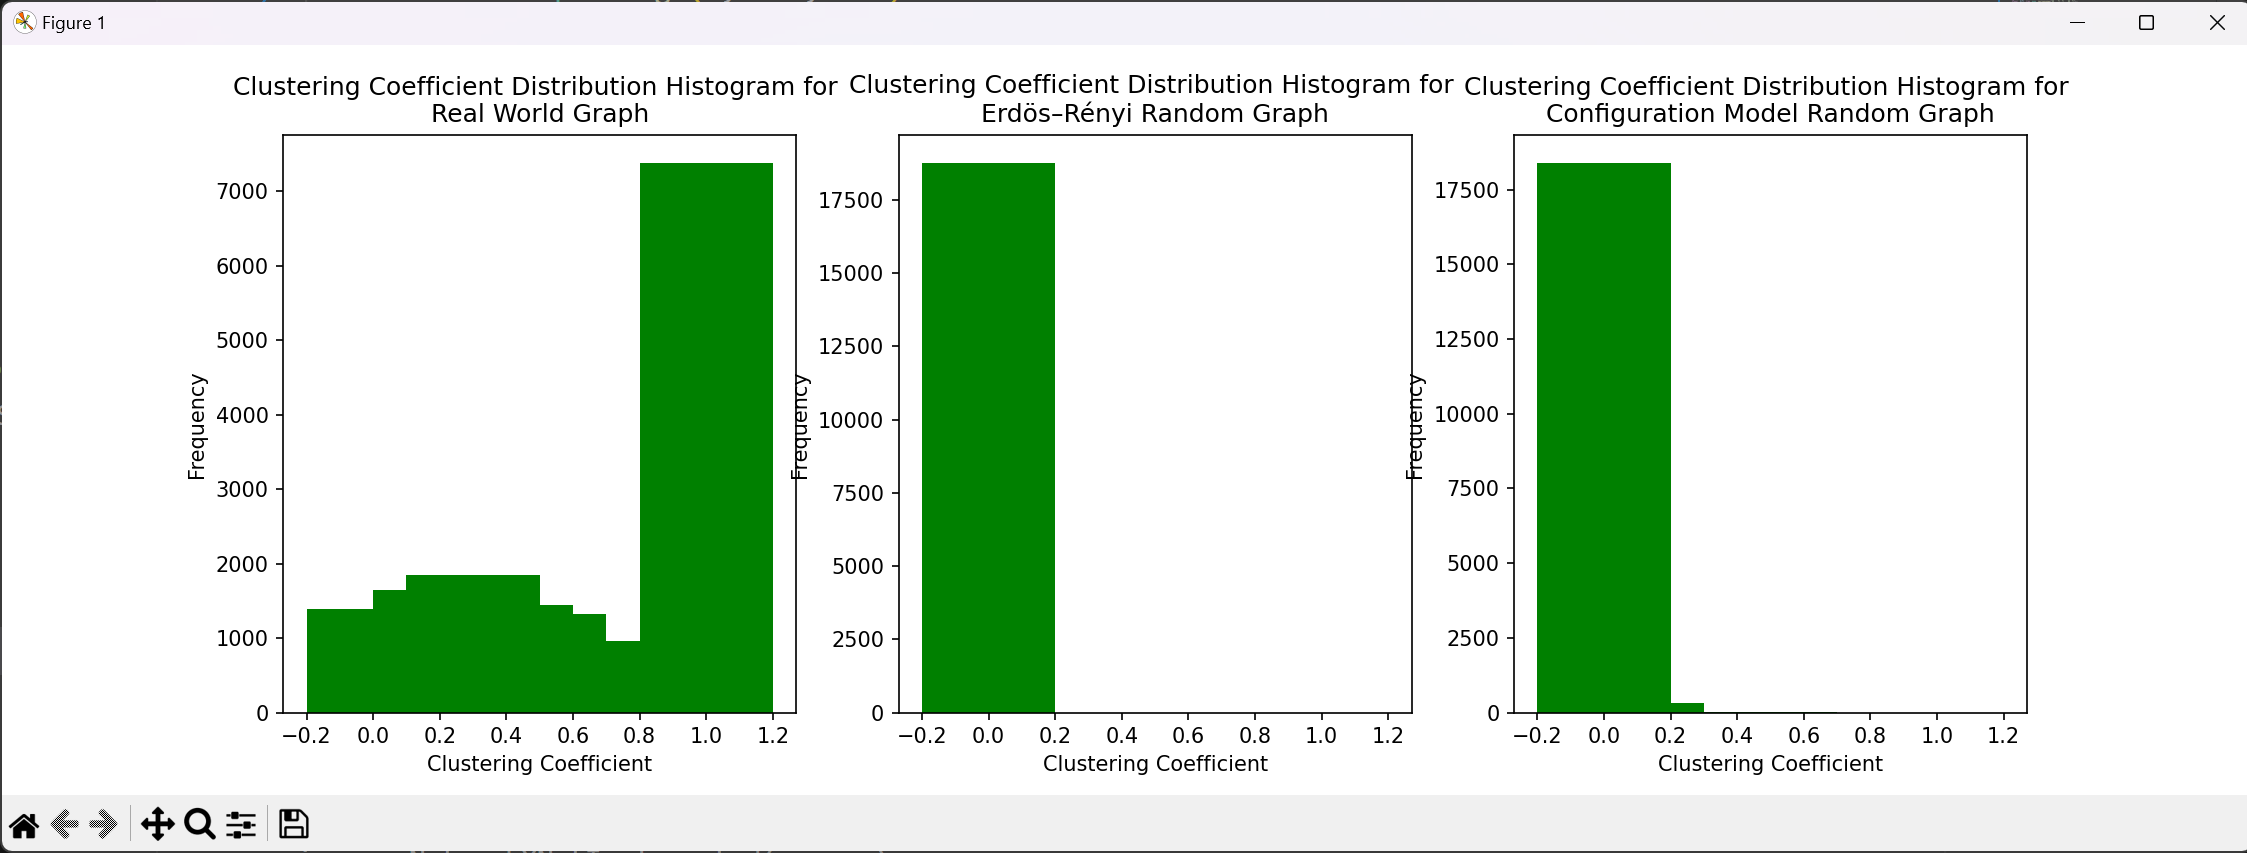 Figure 1
Clustering Coefficient Distribution Histogram for
Real World Graph
7000
6000
5000
4000
3000
2000
1000
0
Frequency
−0.2 0.0 0.2 0.4 0.6 0.8 1.0 1.2
Clustering Coefficient
Clustering Coefficient Distribution Histogram for
Erdös–Rényi Random Graph
17500
15000
12500
10000
7500
5000
2500
0
Frequency
−0.2 0.0 0.2 0.4 0.6 0.8 1.0 1.2
Clustering Coefficient
Clustering Coefficient Distribution Histogram for
Configuration Model Random Graph
17500
15000
12500
10000
7500
5000
2500
0
Frequency
−0.2 0.0 0.2 0.4 0.6 0.8 1.0 1.2
Clustering Coefficient